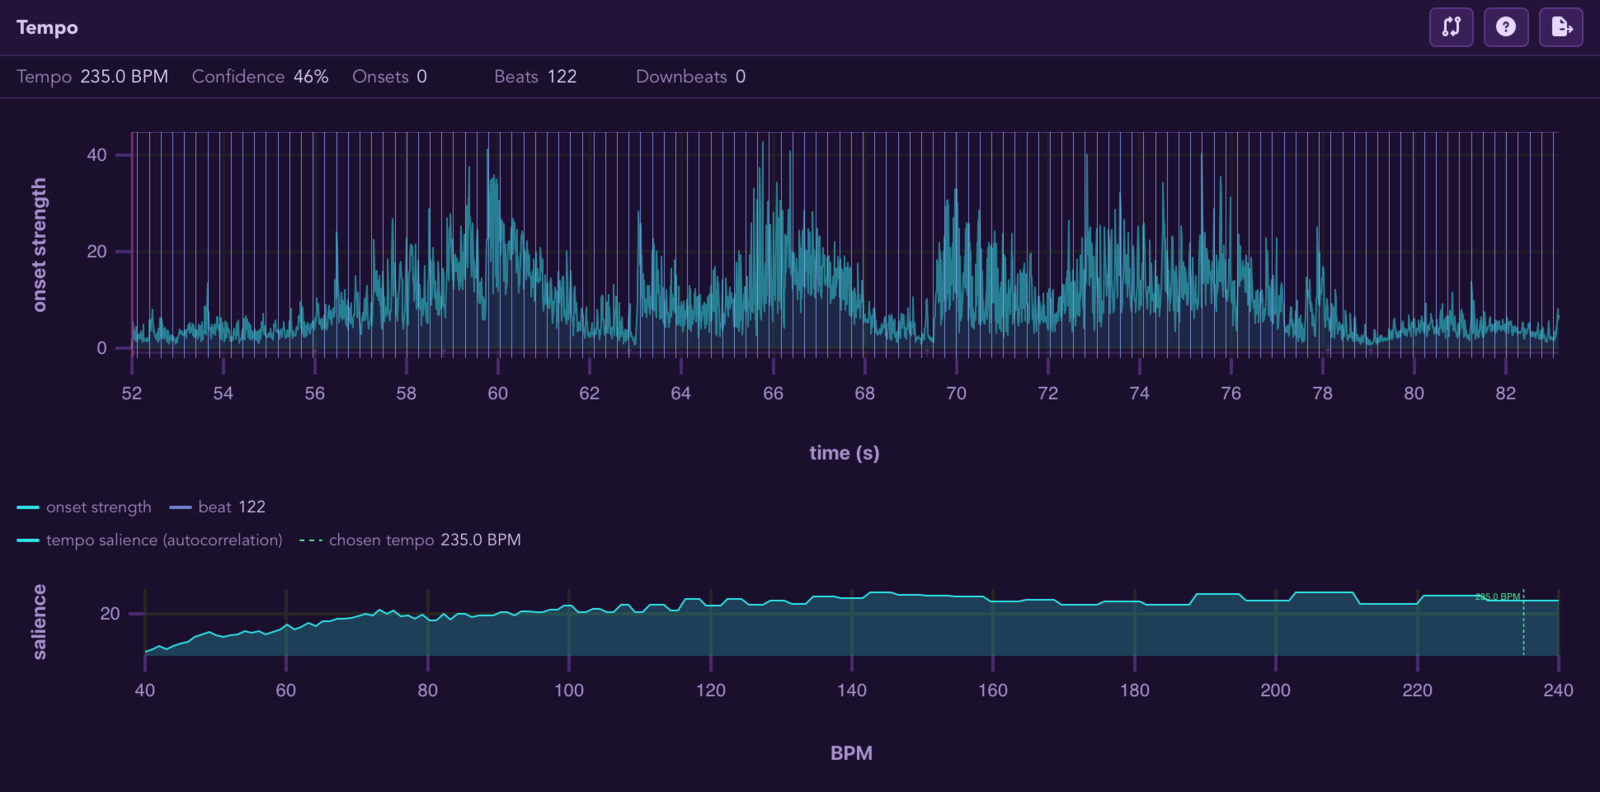 Tempo
Tempo 235.0 BPM Confidence 46% Onsets 0 Beats 122 Downbeats 0
onset strength
40
20
0
52 54 56 58 60 62 64 66 68 70 72 74 76 78 80 82
time (s)
onset strength beat 122
tempo salience (autocorrelation) chosen tempo 235.0 BPM
salience
20
235.0 BPM
40 60 80 100 120 140 160 180 200 220 240
BPM